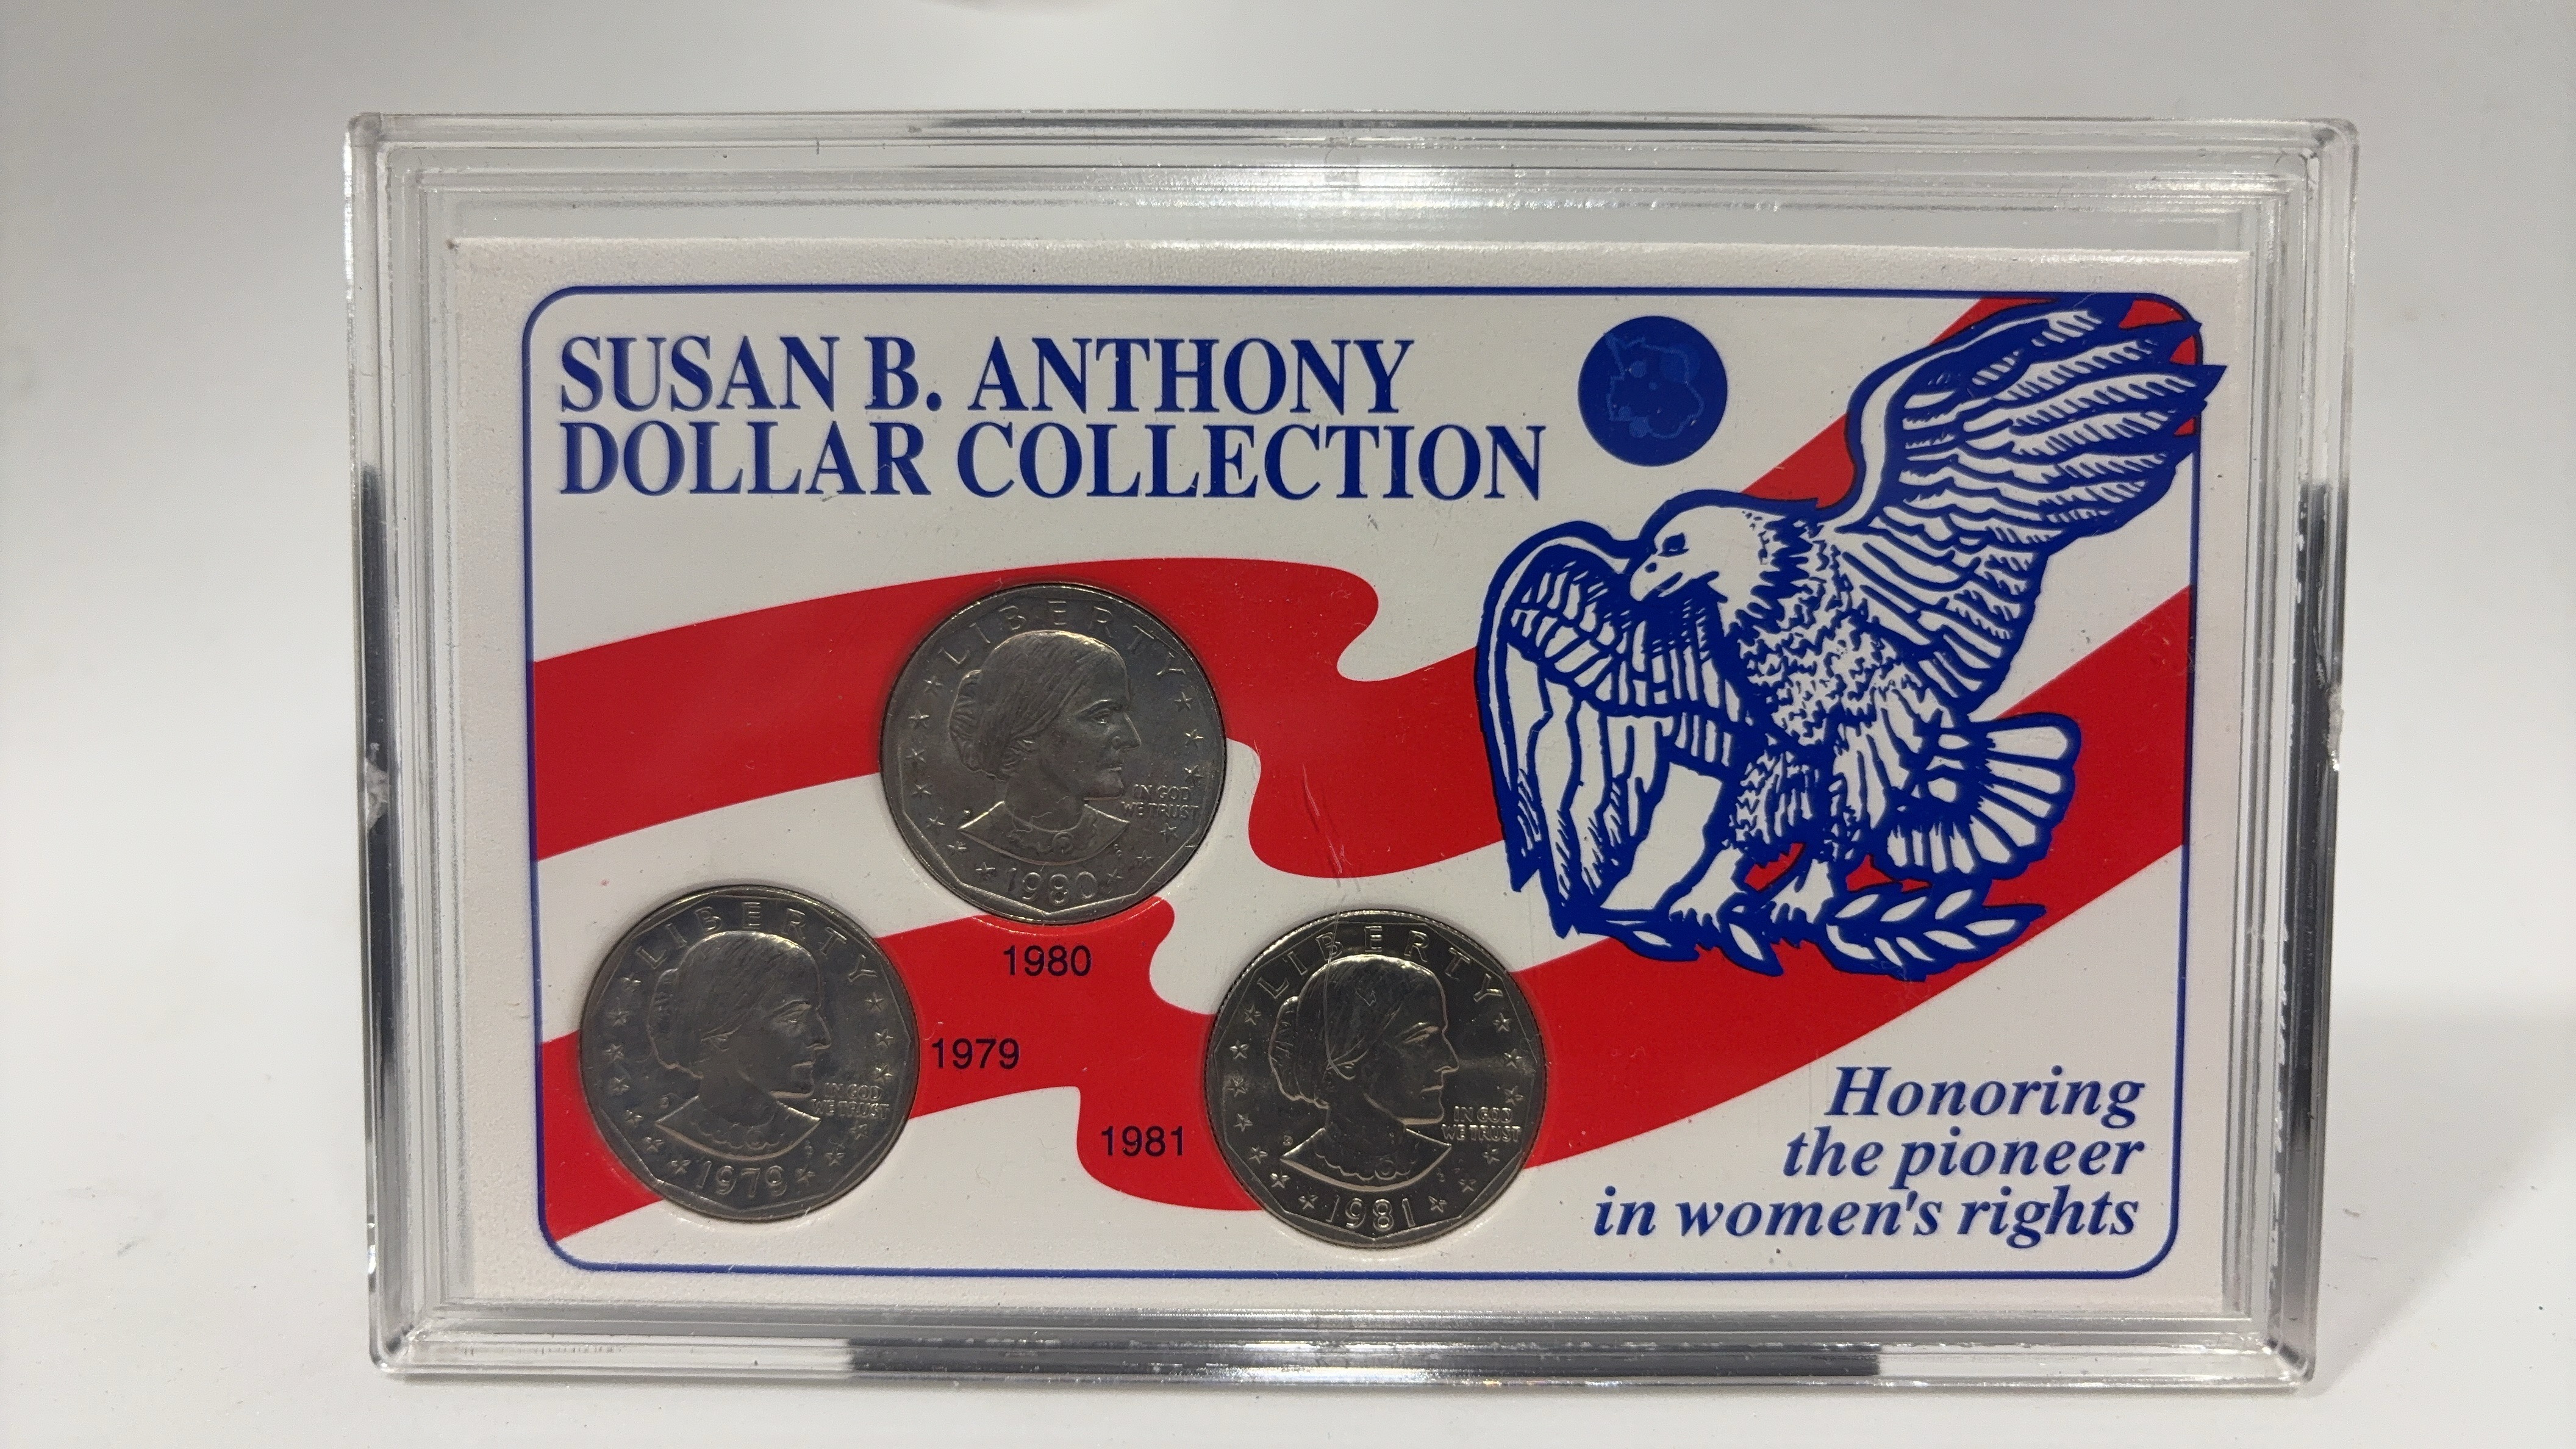 SUSAN B. ANTHONY
DOLLAR COLLECTION
LIBERTY
IN GOD
WE TRUST
1980
1980
LIBERTY
IN GOD
WE TRUST
1979
1979
LIBERTY
IN GOD
WE TRUST
1981
1981
Honoring
the pioneer
in women's rights